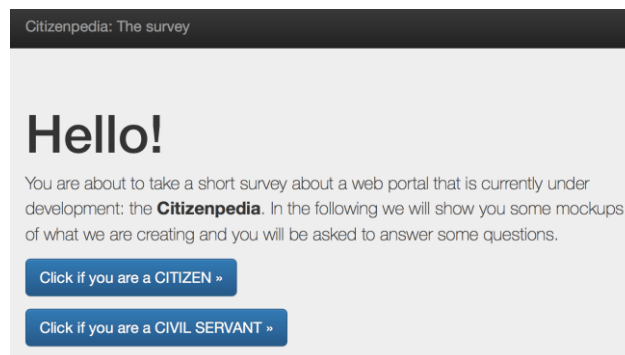 Citizenpedia: The survey
Hello!
You are about to take a short survey about a web portal that is currently under
development: the Citizenpedia. In the following we will show you some mockups
of what we are creating and you will be asked to answer some questions.
Click if you are a CITIZEN »
Click if you are a CIVIL SERVANT »